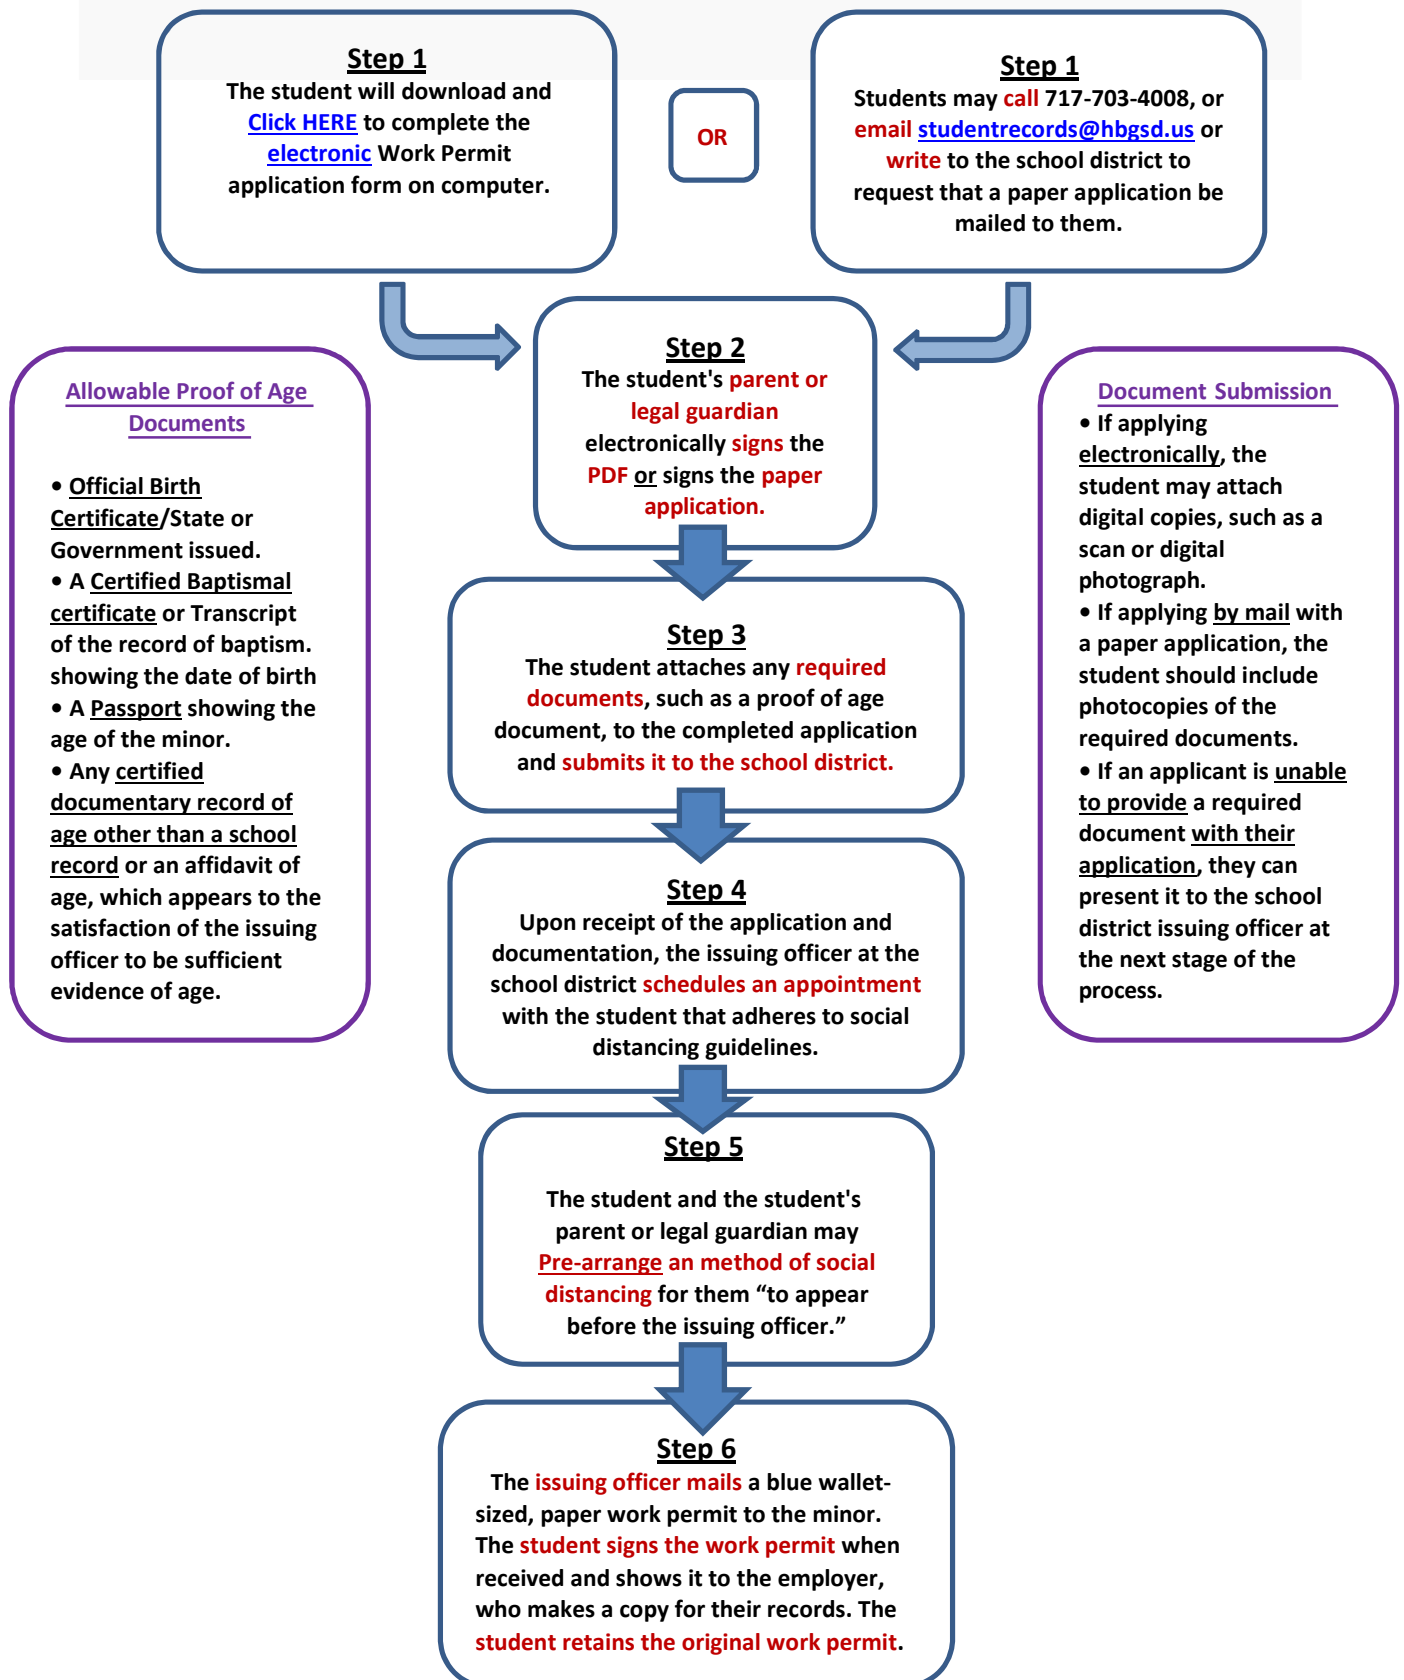 Step 1
The student will download and
Click HERE to complete the
electronic Work Permit
application form on computer.
OR
Step 1
Students may call 717-703-4008, or
email studentrecords@hbgsd.us or
write to the school district to
request that a paper application be
mailed to them.
Step 2
The student's parent or
legal guardian
electronically signs the
PDF or signs the paper
application.
Allowable Proof of Age
Documents
• Official Birth
Certificate/State or
Government issued.
• A Certified Baptismal
certificate or Transcript
of the record of baptism.
showing the date of birth
• A Passport showing the
age of the minor.
• Any certified
documentary record of
age other than a school
record or an affidavit of
age, which appears to the
satisfaction of the issuing
officer to be sufficient
evidence of age.
Document Submission
• If applying
electronically, the
student may attach
digital copies, such as a
scan or digital
photograph.
• If applying by mail with
a paper application, the
student should include
photocopies of the
required documents.
• If an applicant is unable
to provide a required
document with their
application, they can
present it to the school
district issuing officer at
the next stage of the
process.
Step 3
The student attaches any required
documents, such as a proof of age
document, to the completed application
and submits it to the school district.
Step 4
Upon receipt of the application and
documentation, the issuing officer at the
school district schedules an appointment
with the student that adheres to social
distancing guidelines.
Step 5
The student and the student's
parent or legal guardian may
Pre-arrange an method of social
distancing for them “to appear
before the issuing officer.”
Step 6
The issuing officer mails a blue wallet-
sized, paper work permit to the minor.
The student signs the work permit when
received and shows it to the employer,
who makes a copy for their records. The
student retains the original work permit.